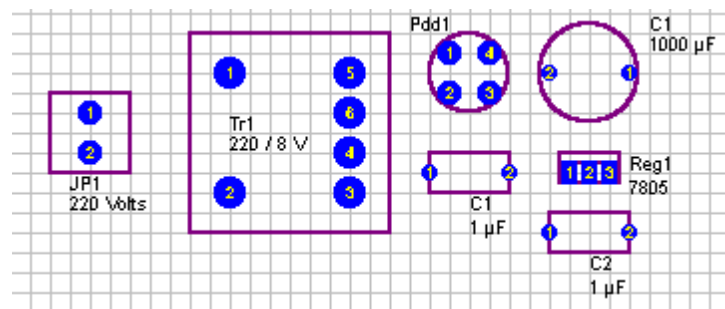 Pdd1
C1
1000 µF
1 4
2 3
2 1
1
2
JP1
220 Volts
1 5
6
Tr1
220 / 8 V
4
2 3
1 2
C1
1 µF
1 2 3
Reg1
7805
1 2
C2
1 µF